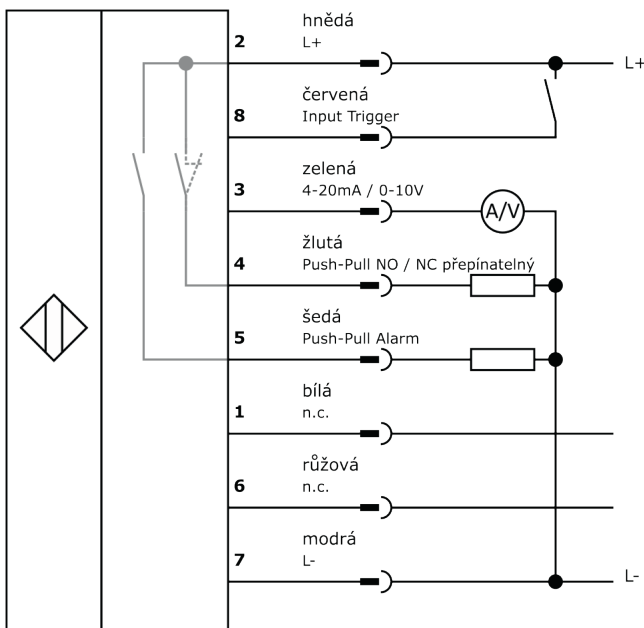 hnědá
2 L+ L+
červená
8 Input Trigger
zelená
3 4-20mA / 0-10V A/V
žlutá
4 Push-Pull NO / NC přepínatelný
šedá
5 Push-Pull Alarm
bílá
1 n.c.
růžová
6 n.c.
modrá
7 L- L-